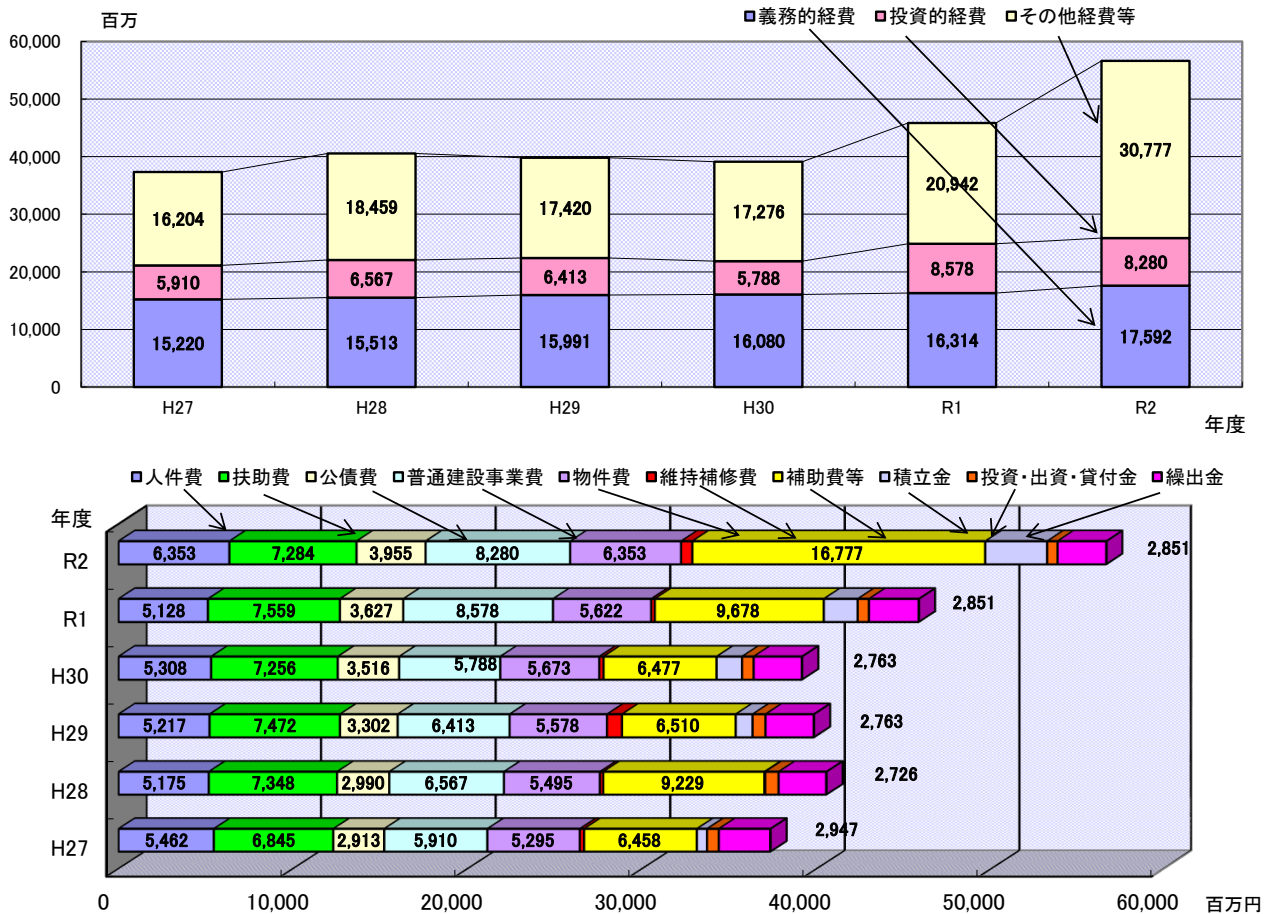 百万
義務的経費 投資的経費 その他経費等
60,000
50,000
40,000
30,000
20,000
10,000
0
16,204 18,459 17,420 17,276 20,942 30,777
5,910 6,567 6,413 5,788 8,578 8,280
15,220 15,513 15,991 16,080 16,314 17,592
H27 H28 H29 H30 R1 R2
年度
人件費 扶助費 公債費 普通建設事業費 物件費 維持補修費 補助費等 積立金 投資・出資・貸付金 繰出金
年度
R2 6,353 7,284 3,955 8,280 6,353 16,777 2,851
R1 5,128 7,559 3,627 8,578 5,622 9,678 2,851
H30 5,308 7,256 3,516 5,788 5,673 6,477 2,763
H29 5,217 7,472 3,302 6,413 5,578 6,510 2,763
H28 5,175 7,348 2,990 6,567 5,495 9,229 2,726
H27 5,462 6,845 2,913 5,910 5,295 6,458 2,947
0 10,000 20,000 30,000 40,000 50,000 60,000 百万円